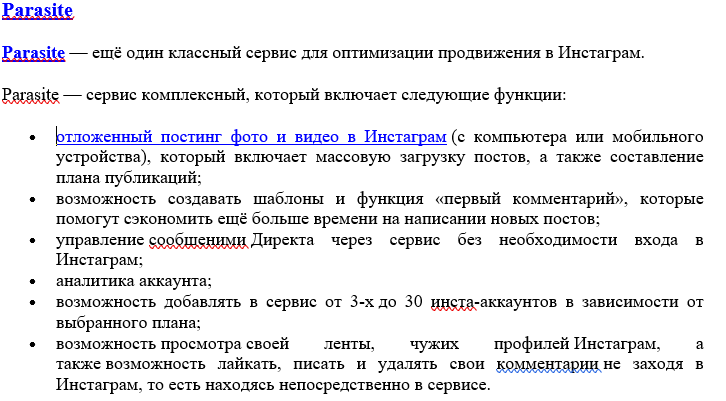 Parasite
Parasite — ещё один классный сервис для оптимизации продвижения в Инстаграм.
Parasite — сервис комплексный, который включает следующие функции:
• отложенный постинг фото и видео в Инстаграм (с компьютера или мобильного
устройства), который включает массовую загрузку постов, а также составление
плана публикаций;
• возможность создавать шаблоны и функция «первый комментарий», которые
помогут сэкономить ещё больше времени на написании новых постов;
• управление сообщеними Директа через сервис без необходимости входа в
Инстаграм;
• аналитика аккаунта;
• возможность добавлять в сервис от 3-х до 30 инста-аккаунтов в зависимости от
выбранного плана;
• возможность просмотра своей ленты, чужих профилей Инстаграм, а
также возможность лайкать, писать и удалять свои комментарии не заходя в
Инстаграм, то есть находясь непосредственно в сервисе.